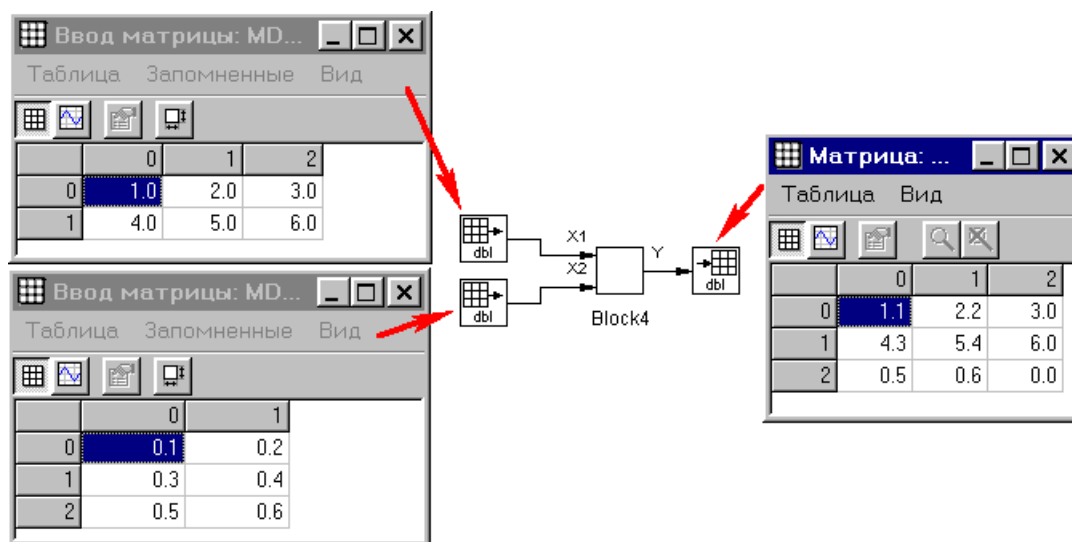 Ввод матрицы: MD...
Таблица Запомненные Вид
0 1 2
0 1.0 2.0 3.0
1 4.0 5.0 6.0
Ввод матрицы: MD...
Таблица Запомненные Вид
0 1
0 0.1 0.2
1 0.3 0.4
2 0.5 0.6
dbl
dbl
X1
X2
Y
Block4
dbl
Матрица: ...
Таблица Вид
0 1 2
0 1.1 2.2 3.0
1 4.3 5.4 6.0
2 0.5 0.6 0.0